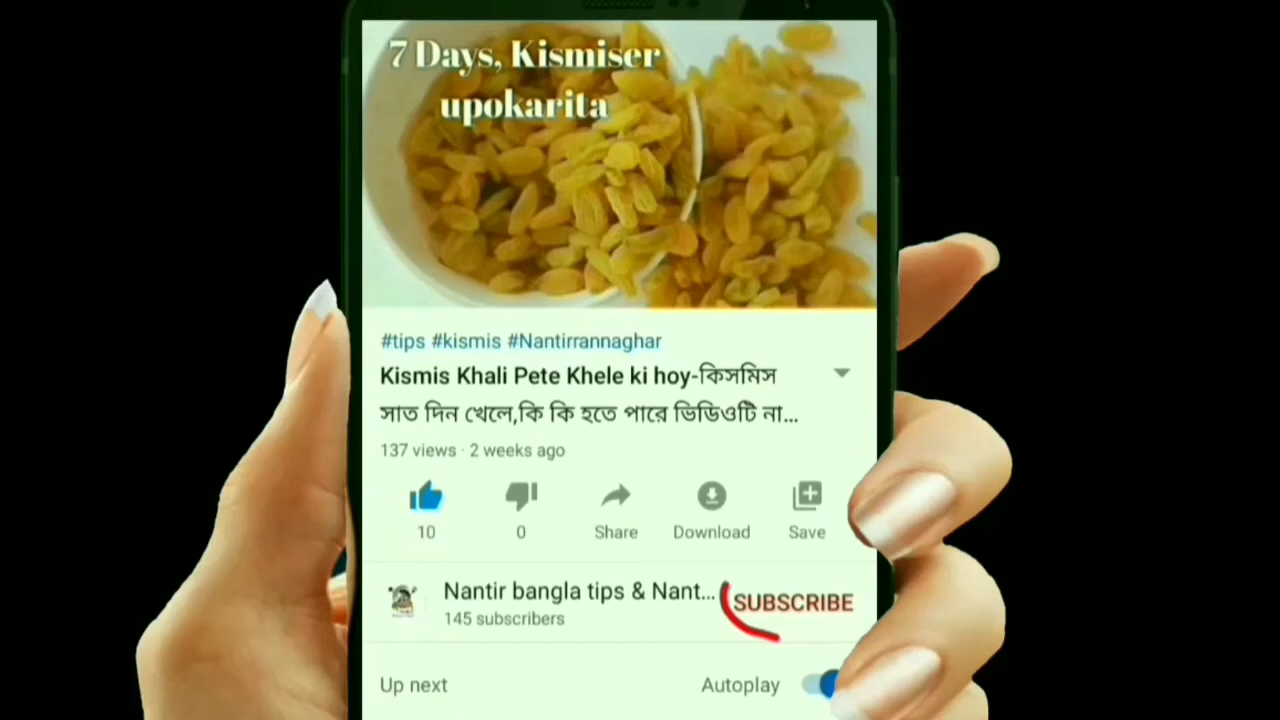 7 Days, Kismiser
upokarita
#tips #kismis #Nantirrannaghar
Kismis Khali Pete Khele ki hoy-কিসমিস
সাত দিন খেলে,কি কি হতে পারে ভিডিওটি না...
137 views · 2 weeks ago
10
0
Share
Download
Save
Nantir bangla tips & Nant...
SUBSCRIBE
145 subscribers
Up next
Autoplay